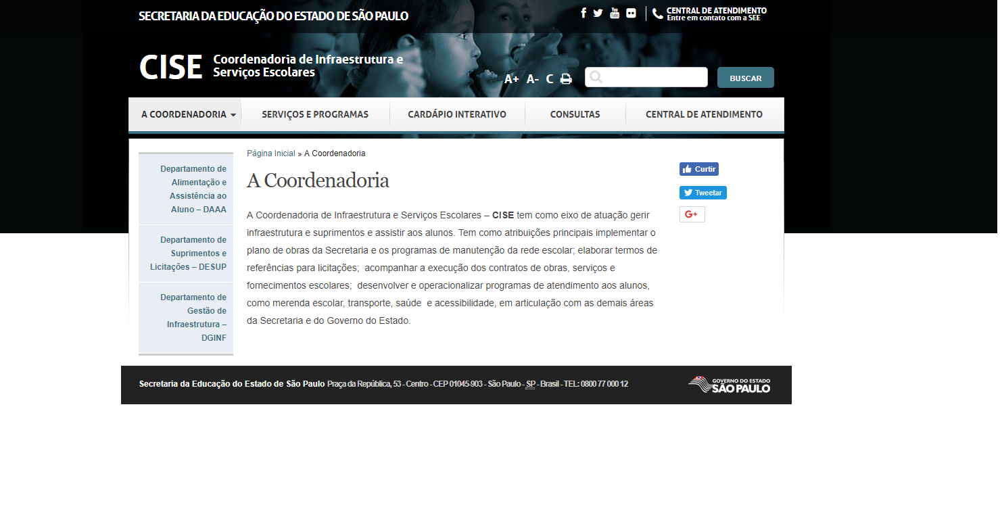 SECRETARIA DA EDUCAÇÃO DO ESTADO DE SÃO PAULO
You Tube
CENTRAL DE ATENDIMENTO
Entre em contato com a SEE
CISE
Coordenadoria de Infraestrutura e
Serviços Escolares
A+ A- C
BUSCAR
A COORDENADORIA
SERVIÇOS E PROGRAMAS
CARDÁPIO INTERATIVO
CONSULTAS
CENTRAL DE ATENDIMENTO
Departamento de
Alimentação e
Assistência ao
Aluno – DAAA
Departamento de
Suprimentos e
Licitações – DESUP
Departamento de
Gestão de
Infraestrutura –
DGINF
Página Inicial » A Coordenadoria
A Coordenadoria
A Coordenadoria de Infraestrutura e Serviços Escolares – CISE tem como eixo de atuação gerir
infraestrutura e suprimentos e assistir aos alunos. Tem como atribuições principais implementar o
plano de obras da Secretaria e os programas de manutenção da rede escolar; elaborar termos de
referências para licitações;  acompanhar a execução dos contratos de obras, serviços e
fornecimentos escolares;  desenvolver e operacionalizar programas de atendimento aos alunos,
como merenda escolar, transporte, saúde  e acessibilidade, em articulação com as demais áreas
da Secretaria e do Governo do Estado.
Curtir
Tweetar
G+
Secretaria da Educação do Estado de São Paulo Praça da República, 53 - Centro - CEP 01045-903 - São Paulo - SP - Brasil - TEL: 0800 77 000 12
GOVERNO DO ESTADO
SÃO PAULO